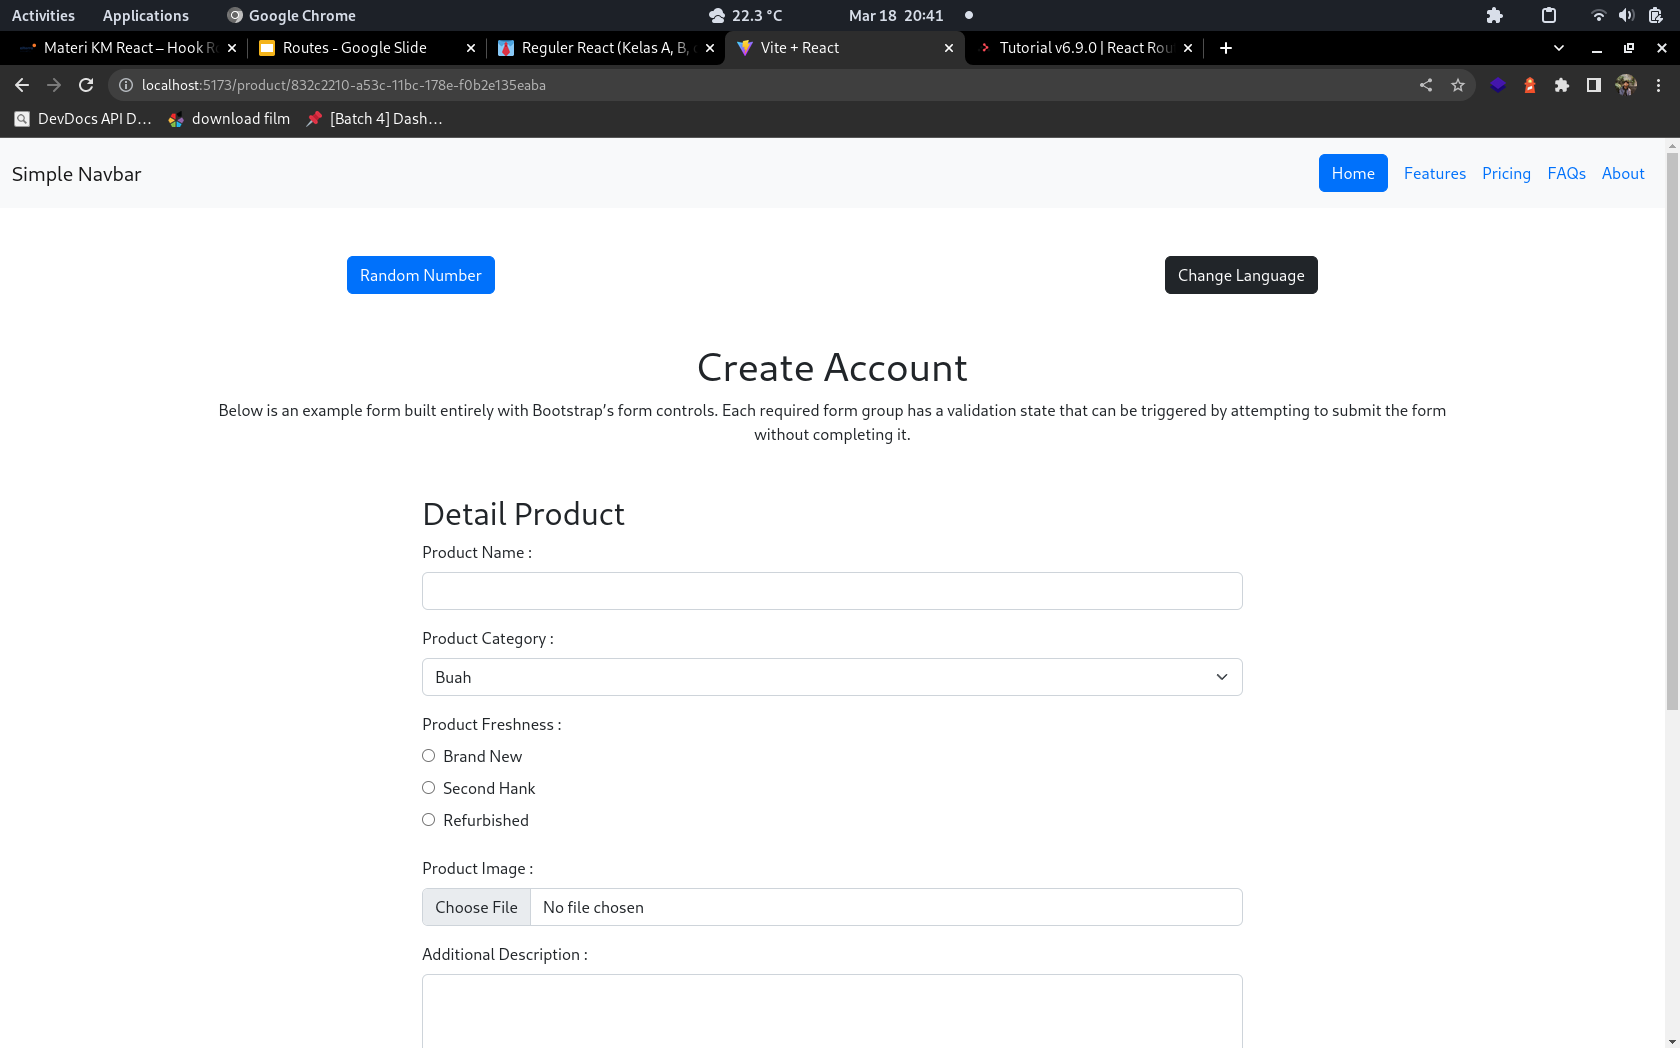 Activities Applications Google Chrome 22.3 °C Mar 18 20:41
Materi KM React – Hook R Routes - Google Slide Reguler React (Kelas A, B, Vite + React Tutorial v6.9.0 | React Rou
localhost:5173/product/832c2210-a53c-11bc-178e-f0b2e135eaba
DevDocs API D... download film [Batch 4] Dash...
Simple Navbar Home Features Pricing FAQs About
Random Number Change Language
Create Account
Below is an example form built entirely with Bootstrap’s form controls. Each required form group has a validation state that can be triggered by attempting to submit the form
without completing it.
Detail Product
Product Name :
Product Category :
Buah
Product Freshness :
Brand New
Second Hank
Refurbished
Product Image :
Choose File No file chosen
Additional Description :